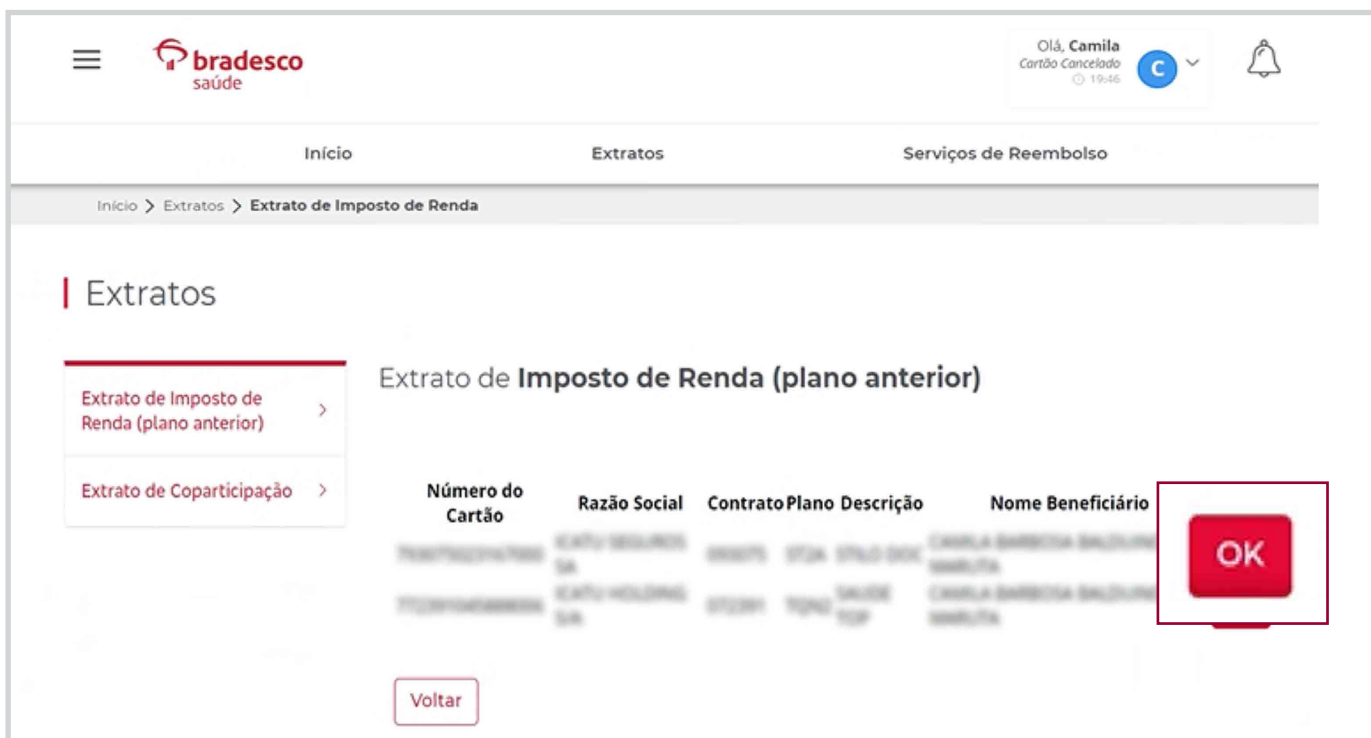 bradesco
saúde
Olá, Camila
Cartão Cancelado
19:46
C
Início
Extratos
Serviços de Reembolso
Início > Extratos > Extrato de Imposto de Renda
Extratos
Extrato de Imposto de
Renda (plano anterior)
Extrato de Coparticipação
Extrato de Imposto de Renda (plano anterior)
Número do
Cartão
Razão Social
Contrato
Plano
Descrição
Nome Beneficiário
OK
Voltar